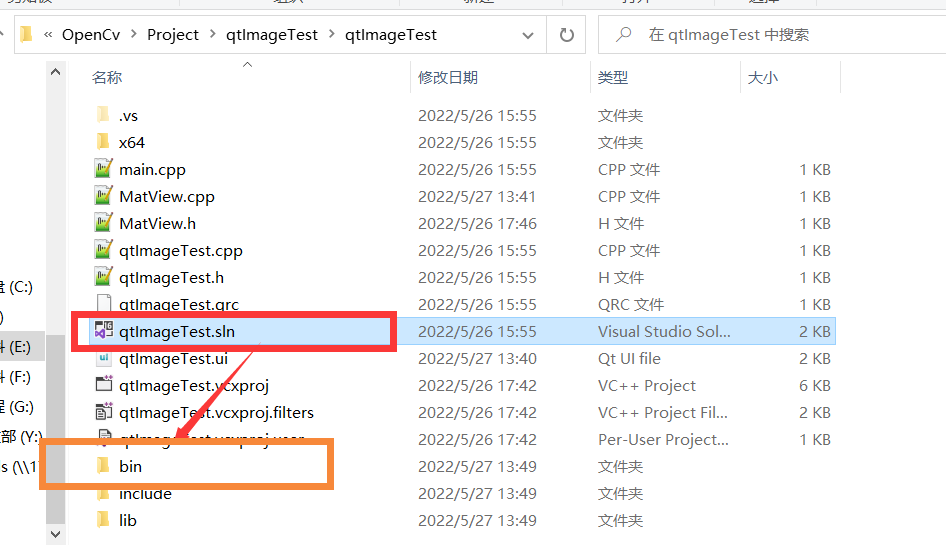 « OpenCv > Project > qtImageTest > qtImageTest
在 qtImageTest 中搜索
名称 修改日期 类型 大小
.vs 2022/5/26 15:55 文件夹
x64 2022/5/26 15:55 文件夹
main.cpp 2022/5/26 15:55 CPP 文件 1 KB
MatView.cpp 2022/5/27 13:41 CPP 文件 1 KB
MatView.h 2022/5/26 17:46 H 文件 1 KB
qtImageTest.cpp 2022/5/26 15:55 CPP 文件 1 KB
qtImageTest.h 2022/5/26 15:55 H 文件 1 KB
qtImageTest.qrc 2022/5/26 15:55 QRC 文件 1 KB
qtImageTest.sln 2022/5/26 15:55 Visual Studio Sol... 2 KB
qtImageTest.ui 2022/5/27 13:40 Qt UI file 2 KB
qtImageTest.vcxproj 2022/5/26 17:42 VC++ Project 6 KB
qtImageTest.vcxproj.filters 2022/5/26 17:42 VC++ Project Fil... 2 KB
qtImageTest.vcxproj.user 2022/5/26 17:42 Per-User Project... 1 KB
bin 2022/5/27 13:49 文件夹
include 2022/5/27 13:49 文件夹
lib 2022/5/27 13:49 文件夹
(C:)
(E:)
(F:)
(G:)
部 (Y:)
s (\\1